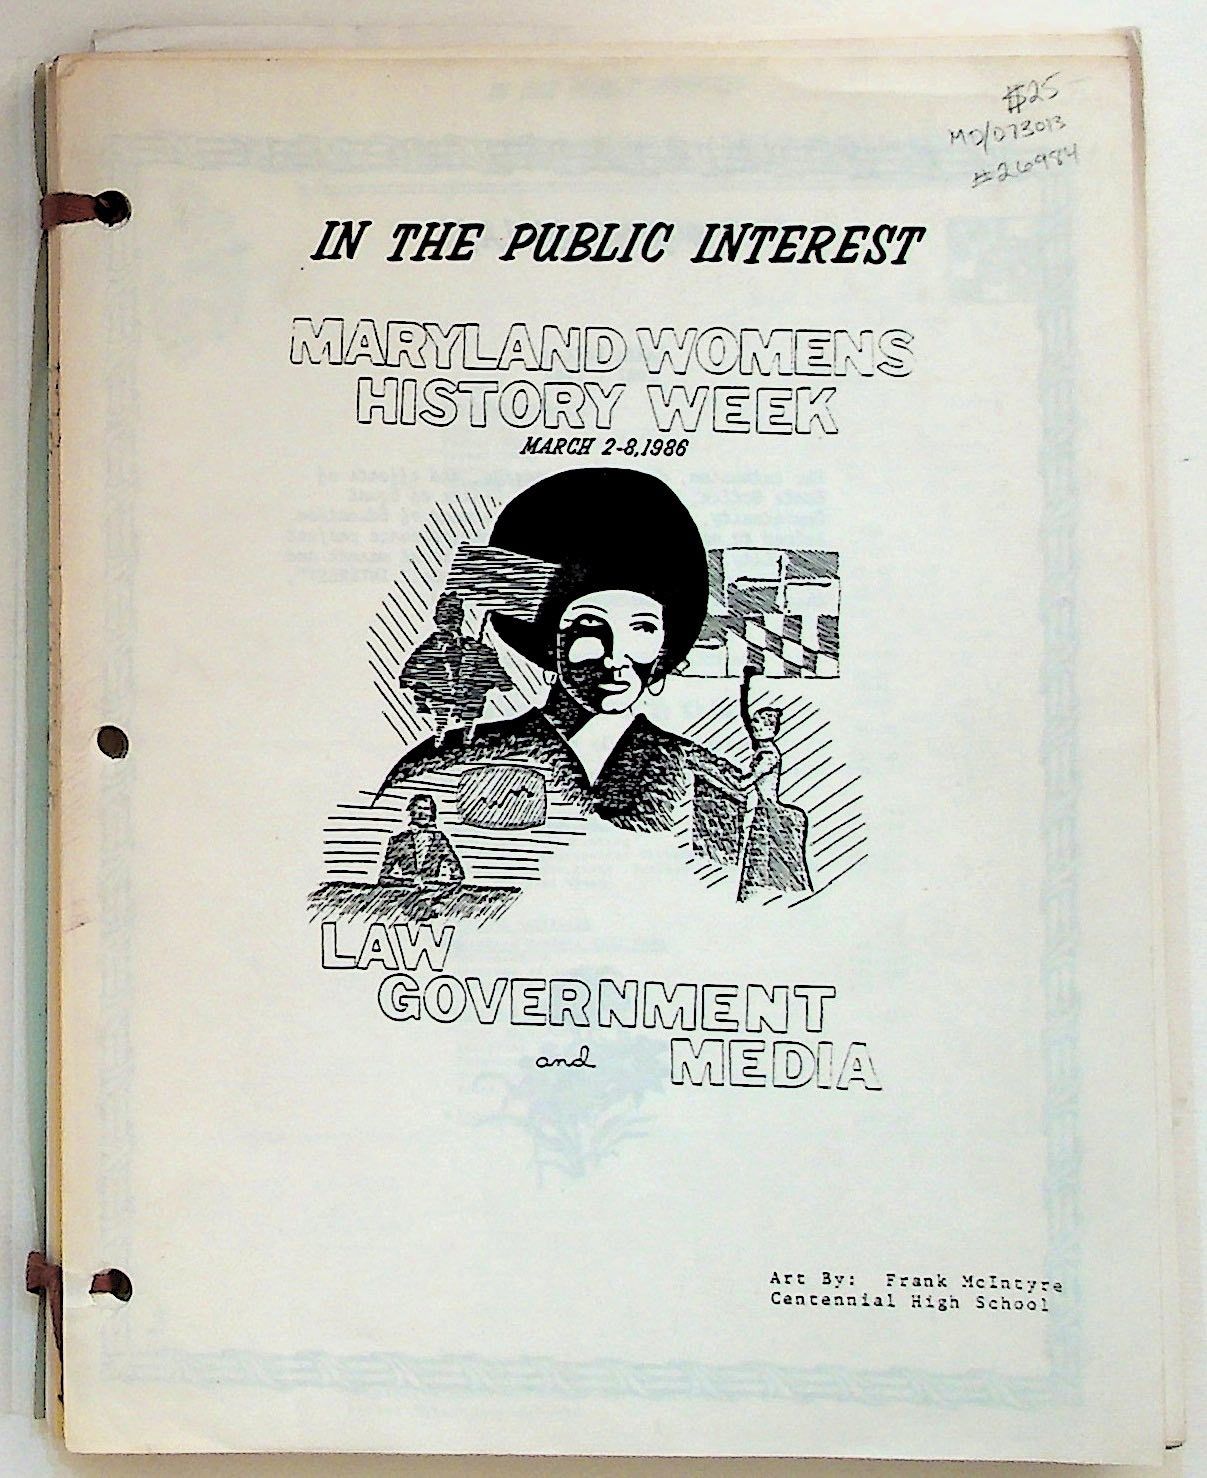 $25
MD/073013
#26984
IN THE PUBLIC INTEREST
MARYLAND WOMENS
HISTORY WEEK
MARCH 2-8, 1986
LAW
GOVERNMENT
and MEDIA
Art By: Frank McIntyre
Centennial High School